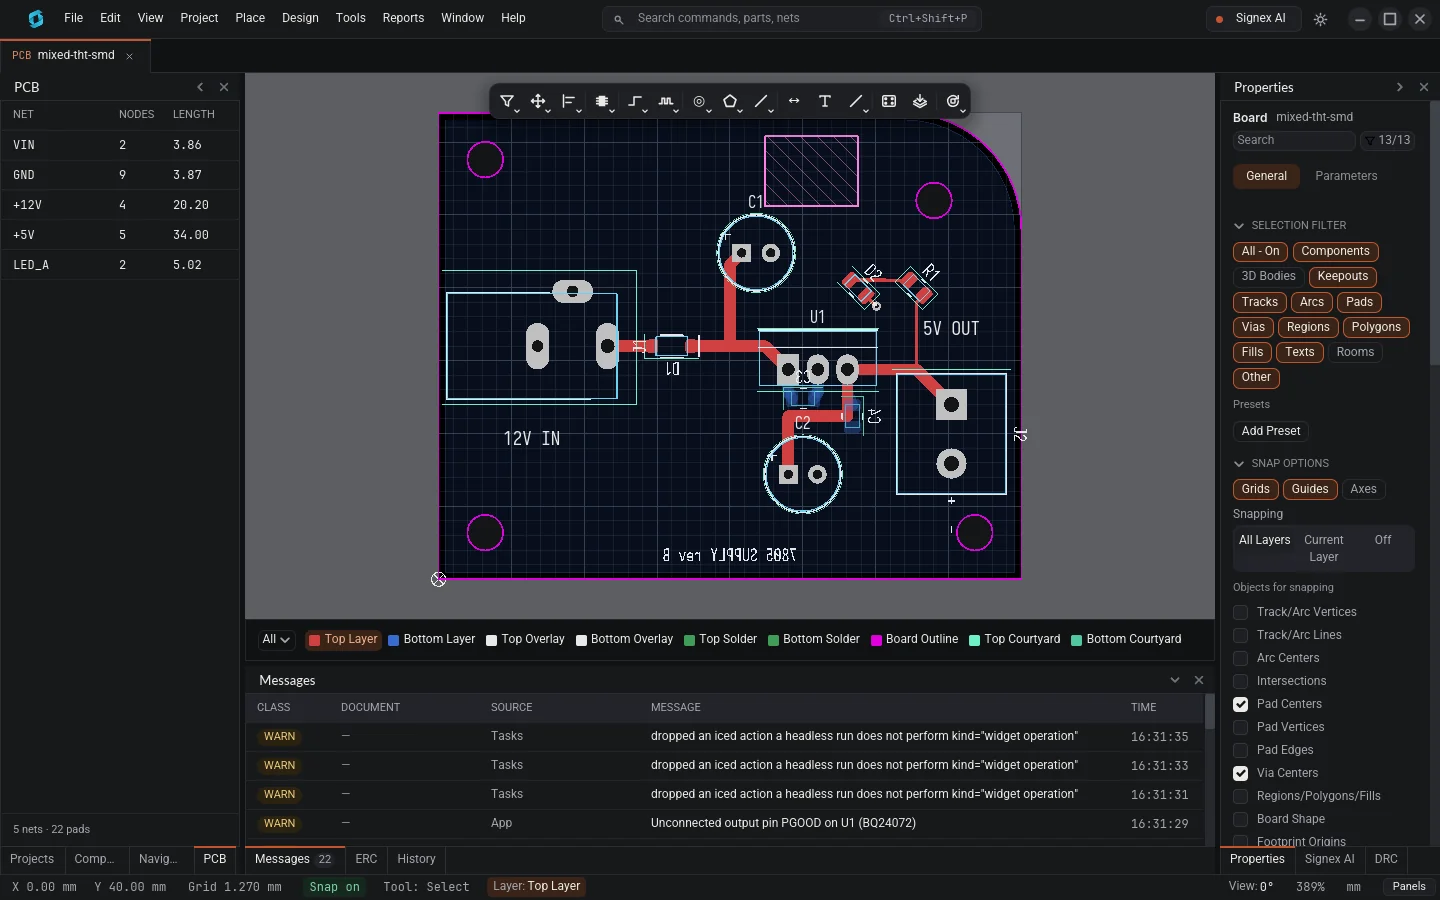 File Edit View Project Place Design Tools Reports Window Help
Search commands, parts, nets Ctrl+Shift+P
Signex AI
PCB mixed-tht-smd
PCB
NET NODES LENGTH
VIN 2 3.86
GND 9 3.87
+12V 4 20.20
+5V 5 34.00
LED_A 2 5.02
5 nets · 22 pads
Projects Comp... Navig... PCB
C1
+
D2 R1
U1
5V OUT
J1
D1
C3
C4
C2
+
12V IN
J2
+
-
7805 SUPPLY rev B
All Top Layer Bottom Layer Top Overlay Bottom Overlay Top Solder Bottom Solder Board Outline Top Courtyard Bottom Courtyard
Messages
CLASS DOCUMENT SOURCE MESSAGE TIME
WARN — Tasks dropped an iced action a headless run does not perform kind="widget operation" 16:31:35
WARN — Tasks dropped an iced action a headless run does not perform kind="widget operation" 16:31:33
WARN — Tasks dropped an iced action a headless run does not perform kind="widget operation" 16:31:31
WARN — App Unconnected output pin PGOOD on U1 (BQ24072) 16:31:29
Messages 22 ERC History
Properties
Board mixed-tht-smd
Search 13/13
General Parameters
SELECTION FILTER
All - On Components
3D Bodies Keepouts
Tracks Arcs Pads
Vias Regions Polygons
Fills Texts Rooms
Other
Presets
Add Preset
SNAP OPTIONS
Grids Guides Axes
Snapping
All Layers Current Layer Off
Objects for snapping
Track/Arc Vertices
Track/Arc Lines
Arc Centers
Intersections
Pad Centers
Pad Vertices
Pad Edges
Via Centers
Regions/Polygons/Fills
Board Shape
Footprint Origins
Properties Signex AI DRC
X 0.00 mm Y 40.00 mm Grid 1.270 mm Snap on Tool: Select Layer: Top Layer View: 0° 389% mm Panels